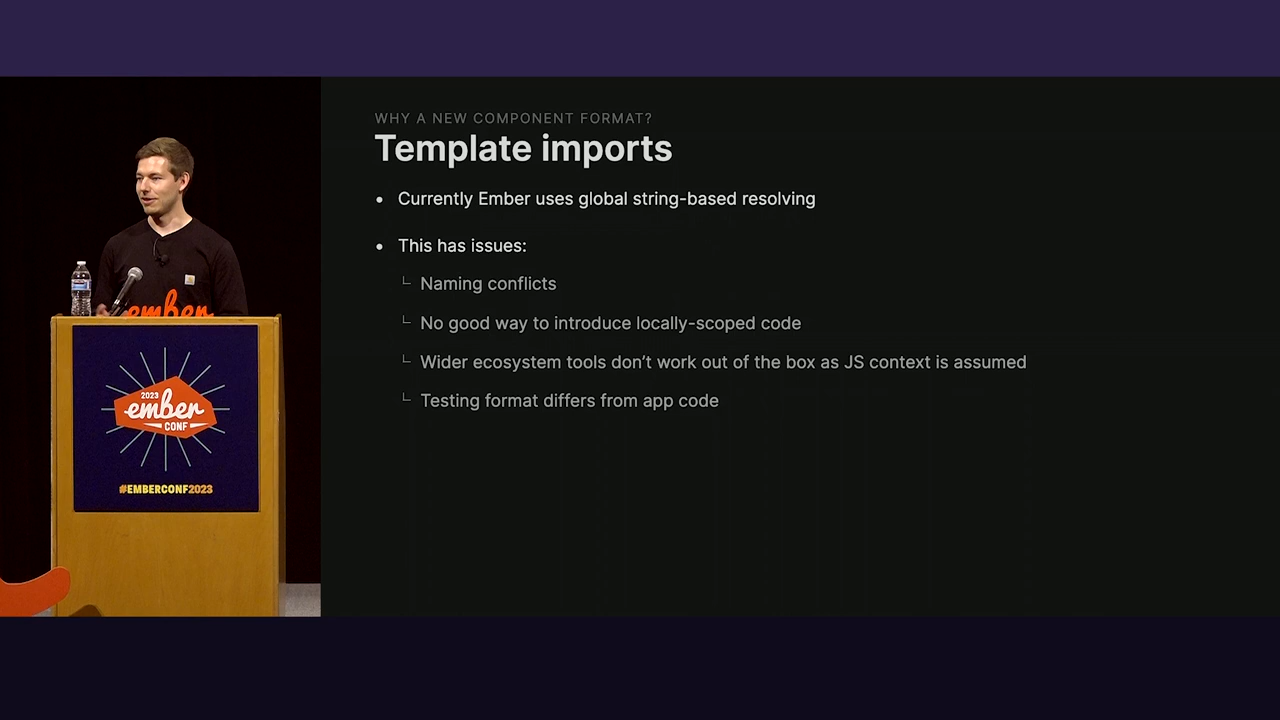 WHY A NEW COMPONENT FORMAT?
Template imports
Currently Ember uses global string-based resolving
This has issues:
Naming conflicts
No good way to introduce locally-scoped code
Wider ecosystem tools don’t work out of the box as JS context is assumed
Testing format differs from app code
ember
2023
ember
CONF
#EMBERCONF2023